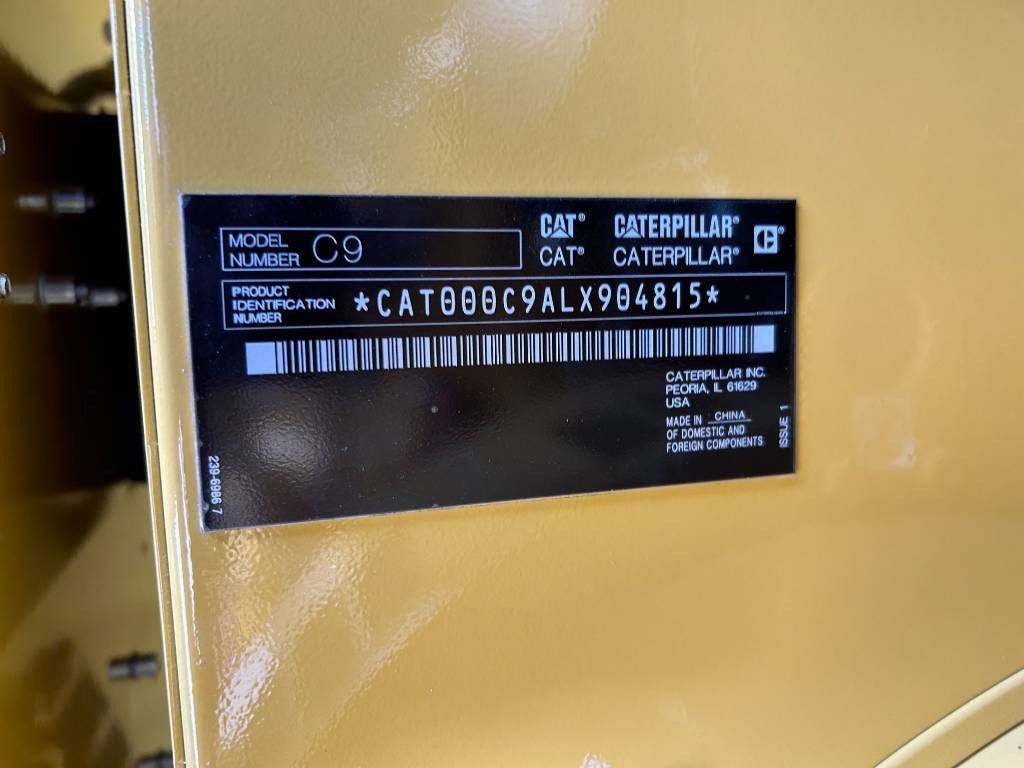 MODEL NUMBER C9
CAT® CATERPILLAR® C®
CAT® CATERPILLAR®
PRODUCT IDENTIFICATION NUMBER *CAT000C9ALX904815*
CATERPILLAR INC.
PEORIA, IL 61629
USA
MADE IN CHINA
OF DOMESTIC AND
FOREIGN COMPONENTS
ISSUE 1
239-6986 7